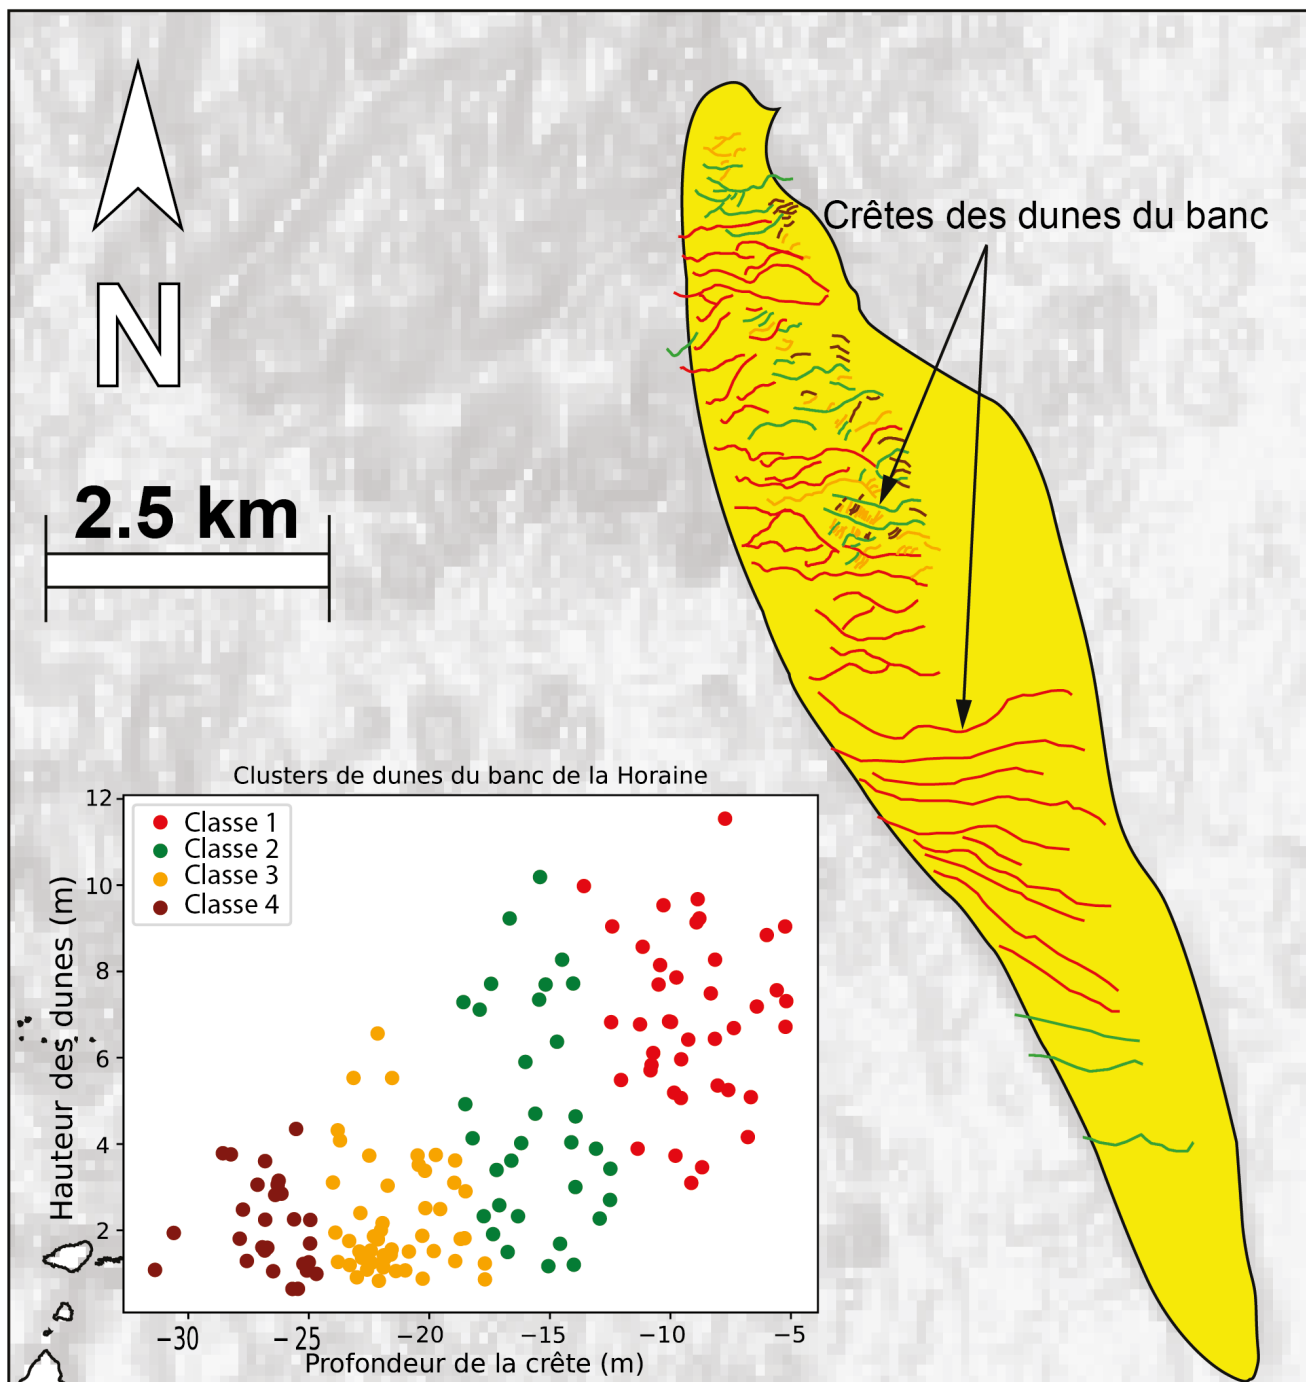 Crêtes des dunes du banc
N
2.5 km
Clusters de dunes du banc de la Horaine
Classe 1
Classe 2
Classe 3
Classe 4
Hauteur des dunes (m)
12
10
8
6
4
2
−30 −25 −20 −15 −10 −5
Profondeur de la crête (m)